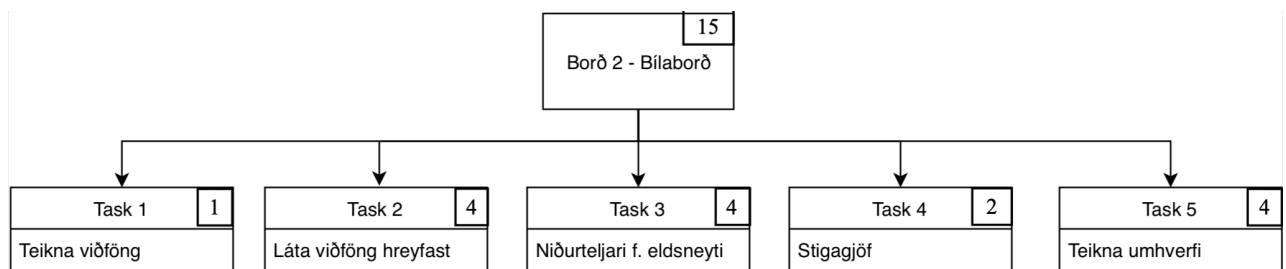 15
Borð 2 - Bílaborð
Task 1
1
Teikna viðföng
Task 2
4
Láta viðföng hreyfast
Task 3
4
Niðurteljari f. eldsneyti
Task 4
2
Stigagjöf
Task 5
4
Teikna umhverfi